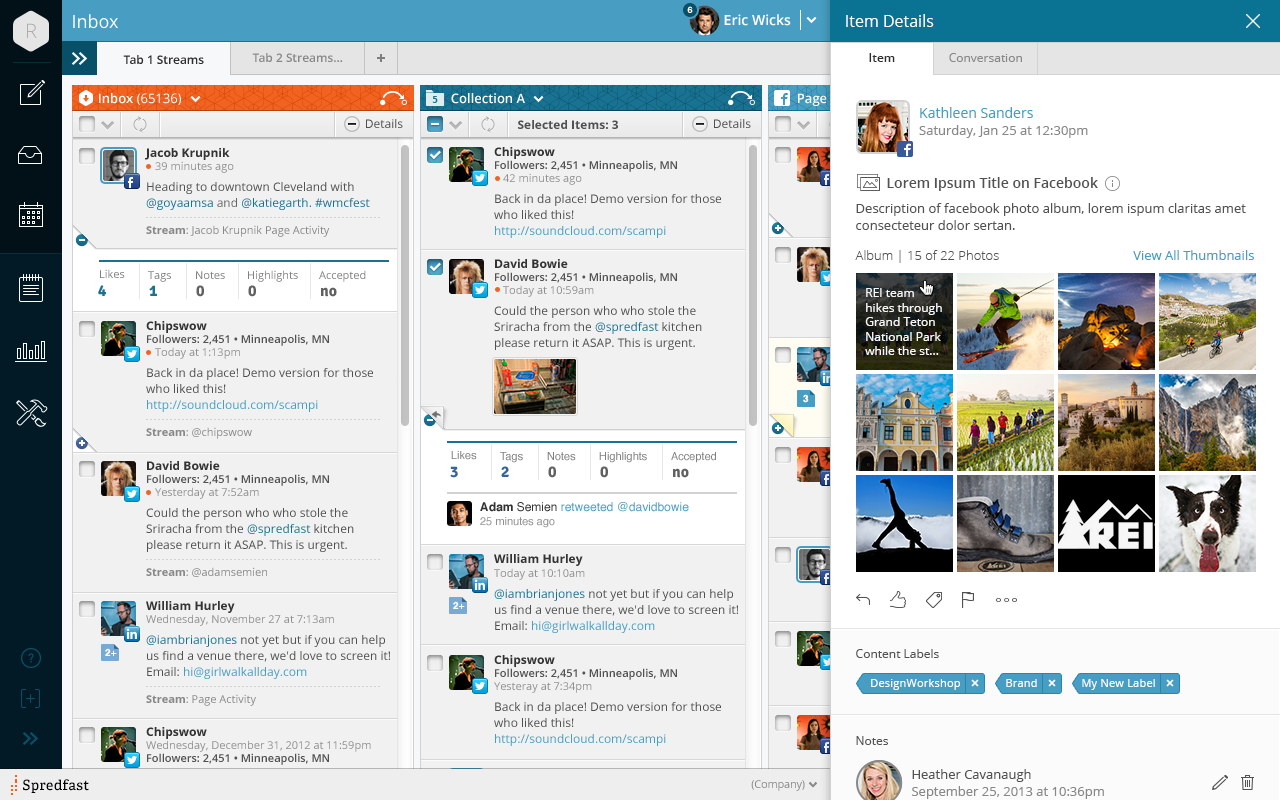 R
Inbox
6
Eric Wicks
Tab 1 Streams
Tab 2 Streams...
+
Inbox (65136)
Details
Jacob Krupnik
39 minutes ago
Heading to downtown Cleveland with
@goyaamsa and @katiegarth. #wmcfest
Stream: Jacob Krupnik Page Activity
Likes
4
Tags
1
Notes
0
Highlights
0
Accepted
no
Chipswow
Followers: 2,451 • Minneapolis, MN
Today at 1:13pm
Back in da place! Demo version for those
who liked this!
http://soundcloud.com/scampi
Stream: @chipswow
David Bowie
Followers: 2,451 • Minneapolis, MN
Yesterday at 7:52am
Could the person who who stole the
Sriracha from the @spredfast kitchen
please return it ASAP. This is urgent.
Stream: @adamsemien
William Hurley
Wednesday, November 27 at 7:13am
2+
@iambrianjones not yet but if you can help
us find a venue there, we'd love to screen it!
Email: hi@girlwalkallday.com
Stream: Page Activity
Chipswow
Wednesday, December 31, 2012 at 11:59pm
Followers: 2,451 • Minneapolis, MN
5
Collection A
Selected Items: 3
Details
Chipswow
Followers: 2,451 • Minneapolis, MN
42 minutes ago
Back in da place! Demo version for those
who liked this!
http://soundcloud.com/scampi
David Bowie
Followers: 2,451 • Minneapolis, MN
Today at 10:59am
Could the person who who stole the
Sriracha from the @spredfast kitchen
please return it ASAP. This is urgent.
Likes
3
Tags
2
Notes
0
Highlights
0
Accepted
no
Adam Semien retweeted @davidbowie
25 minutes ago
William Hurley
Today at 10:10am
2+
@iambrianjones not yet but if you can help
us find a venue there, we'd love to screen it!
Email: hi@girlwalkallday.com
Chipswow
Followers: 2,451 • Minneapolis, MN
Yesteray at 7:34pm
Back in da place! Demo version for those
who liked this!
http://soundcloud.com/scampi
Page
3
Item Details
Item
Conversation
Kathleen Sanders
Saturday, Jan 25 at 12:30pm
Lorem Ipsum Title on Facebook
Description of facebook photo album, lorem ispum claritas amet
consecteteur dolor sertan.
Album | 15 of 22 Photos
View All Thumbnails
REI team
hikes through
Grand Teton
National Park
while the st...
REI
Content Labels
DesignWorkshop
Brand
My New Label
Notes
Heather Cavanaugh
September 25, 2013 at 10:36pm
Spredfast
(Company)